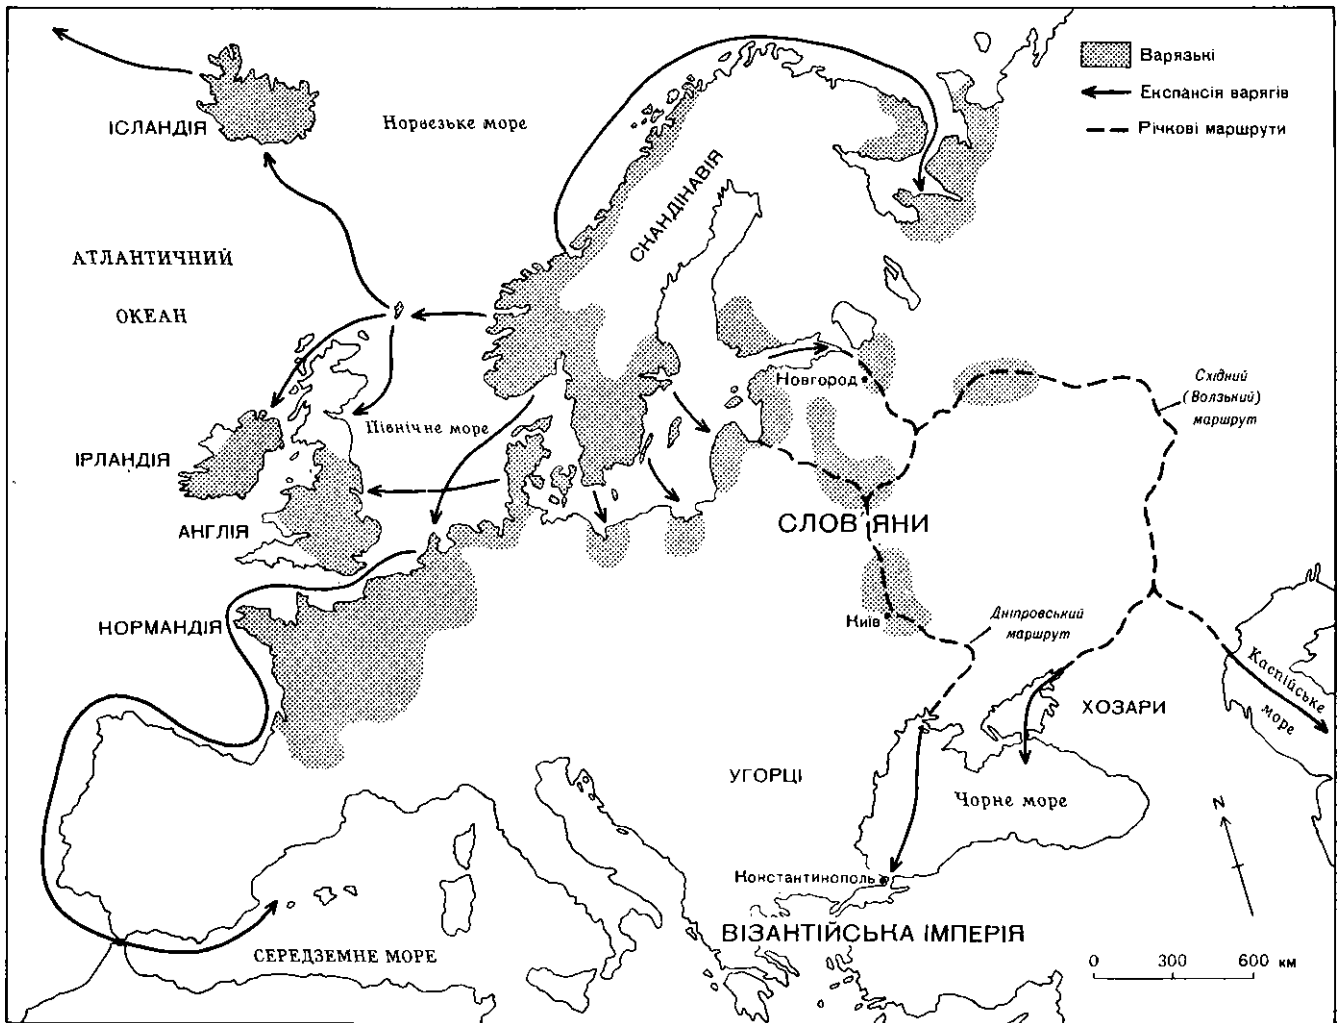 Варязькі
Експансія варягів
Річкові маршрути
ІСЛАНДІЯ
Норвезьке море
СКАНДІНАВІЯ
АТЛАНТИЧНИЙ
ОКЕАН
Новгород
Східний
(Волзький)
маршрут
Північне море
ІРЛАНДІЯ
АНГЛІЯ
СЛОВ'ЯНИ
НОРМАНДІЯ
Київ
Дніпровський
маршрут
Каспійське
море
ХОЗАРИ
УГОРЦІ
Чорне море
N
Константинополь
ВІЗАНТІЙСЬКА ІМПЕРІЯ
СЕРЕДЗЕМНЕ МОРЕ
0 300 600 км